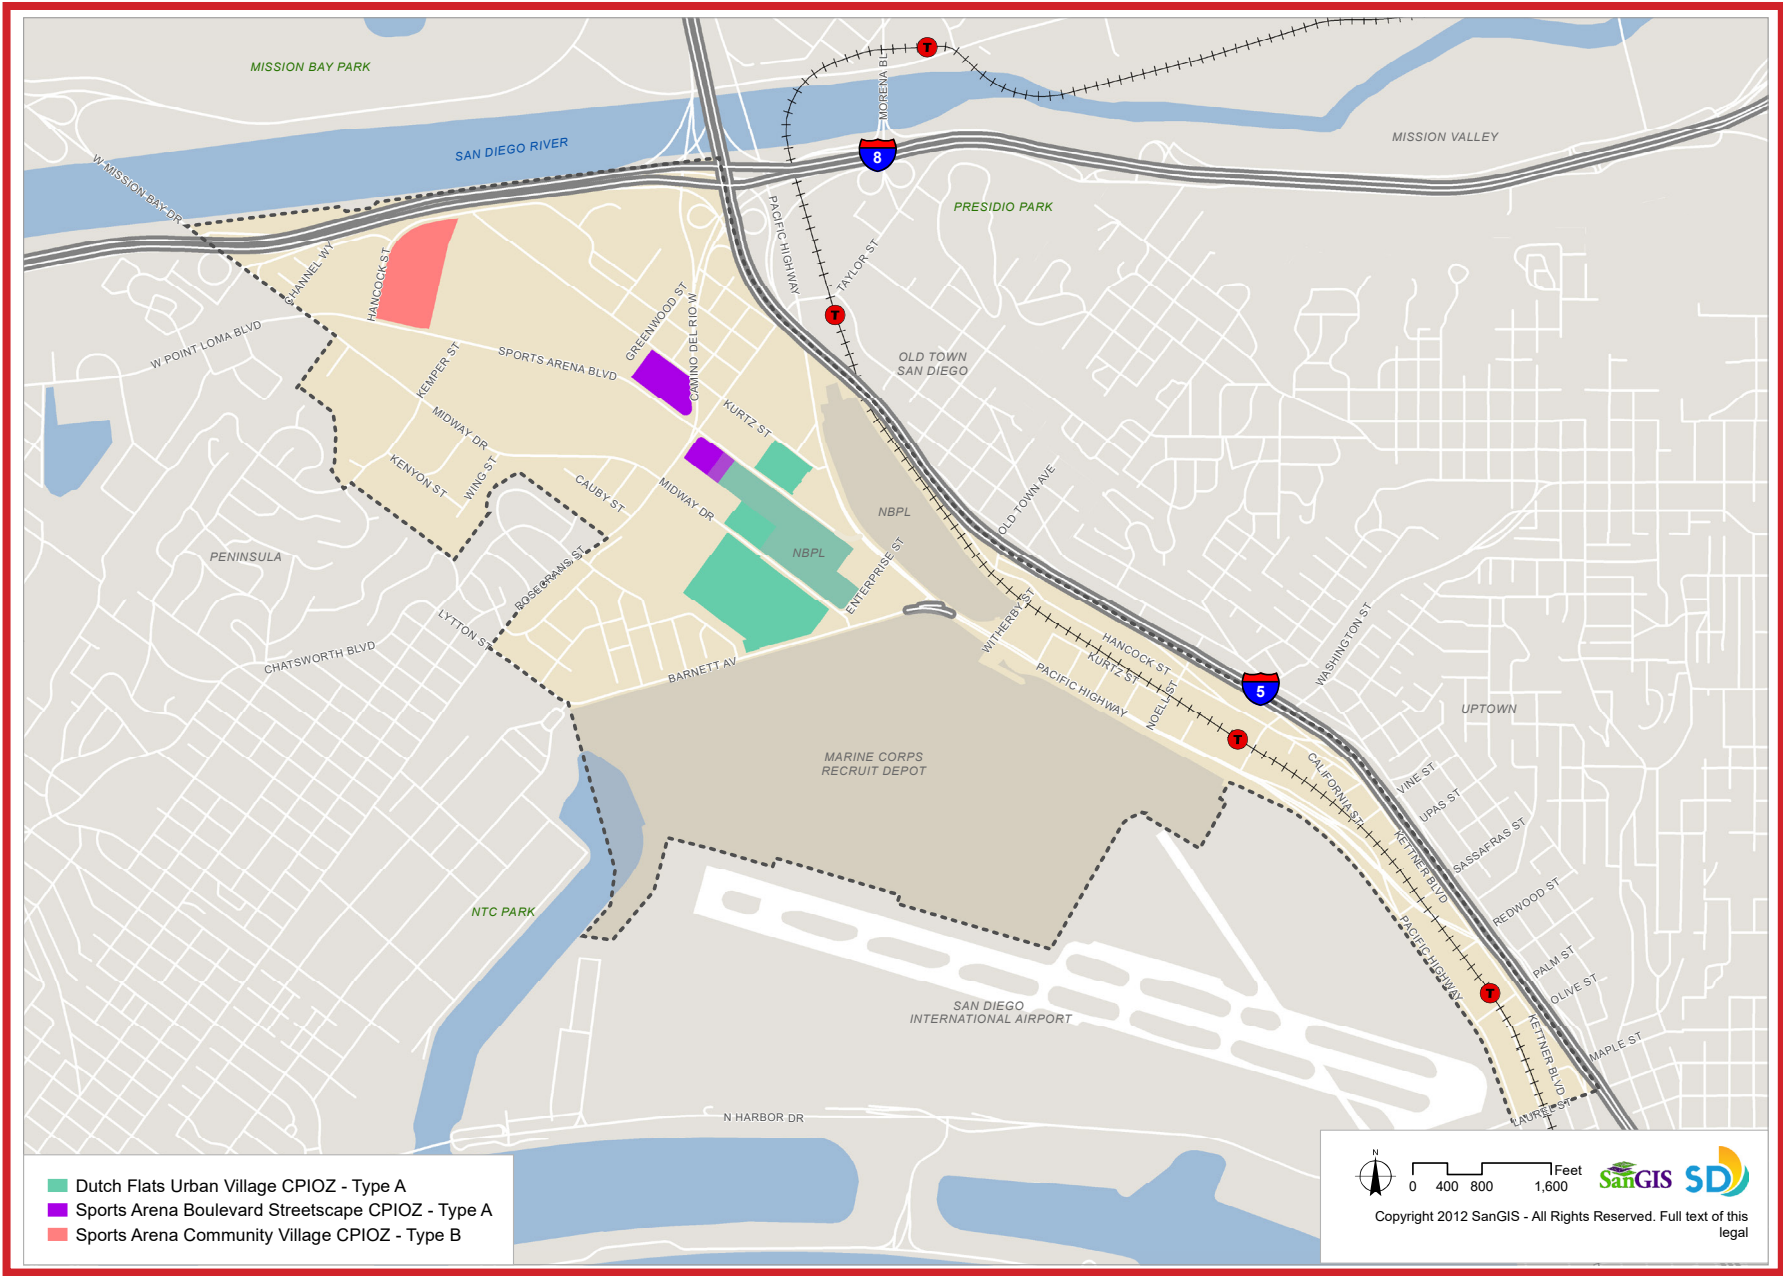 MISSION BAY PARK
T
MORENA BL
SAN DIEGO RIVER
MISSION VALLEY
8
W MISSION BAY DR
PRESIDIO PARK
PACIFIC HIGHWAY
TAYLOR ST
CHANNEL WY
HANCOCK ST
GREENWOOD ST
CAMINO DEL RIO W
T
W POINT LOMA BLVD
SPORTS ARENA BLVD
KEMPER ST
OLD TOWN
SAN DIEGO
MIDWAY DR
KURTZ ST
KENYON ST
WING ST
CAUBY ST
MIDWAY DR
NBPL
OLD TOWN AVE
NBPL
ENTERPRISE ST
PENINSULA
ROSECRANS ST
LYTTON ST
CHATSWORTH BLVD
BARNETT AV
WITHERBY ST
HANCOCK ST
KURTZ ST
PACIFIC HIGHWAY
NOELL ST
WASHINGTON ST
5
UPTOWN
T
MARINE CORPS
RECRUIT DEPOT
CALIFORNIA ST
VINE ST
UPAS ST
SASSAFRAS ST
KETTNER BLVD
REDWOOD ST
NTC PARK
PACIFIC HIGHWAY
PALM ST
OLIVE ST
T
SAN DIEGO
INTERNATIONAL AIRPORT
KETTNER BLVD
MAPLE ST
LAUREL ST
N HARBOR DR
Dutch Flats Urban Village CPIOZ - Type A
Sports Arena Boulevard Streetscape CPIOZ - Type A
Sports Arena Community Village CPIOZ - Type B
N
Feet
0 400 800 1,600
SanGIS
SD
Copyright 2012 SanGIS - All Rights Reserved. Full text of this
legal